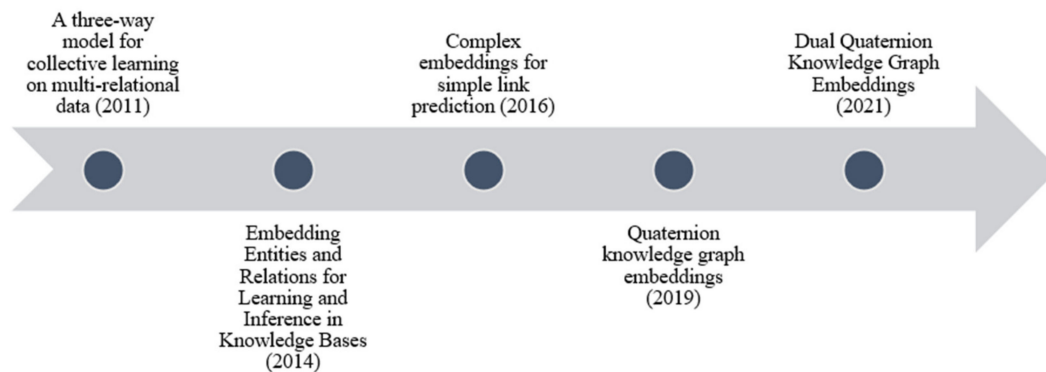 A three-way
model for
collective learning
on multi-relational
data (2011)
Embedding
Entities and
Relations for
Learning and
Inference in
Knowledge Bases
(2014)
Complex
embeddings for
simple link
prediction (2016)
Quaternion
knowledge graph
embeddings
(2019)
Dual Quaternion
Knowledge Graph
Embeddings
(2021)